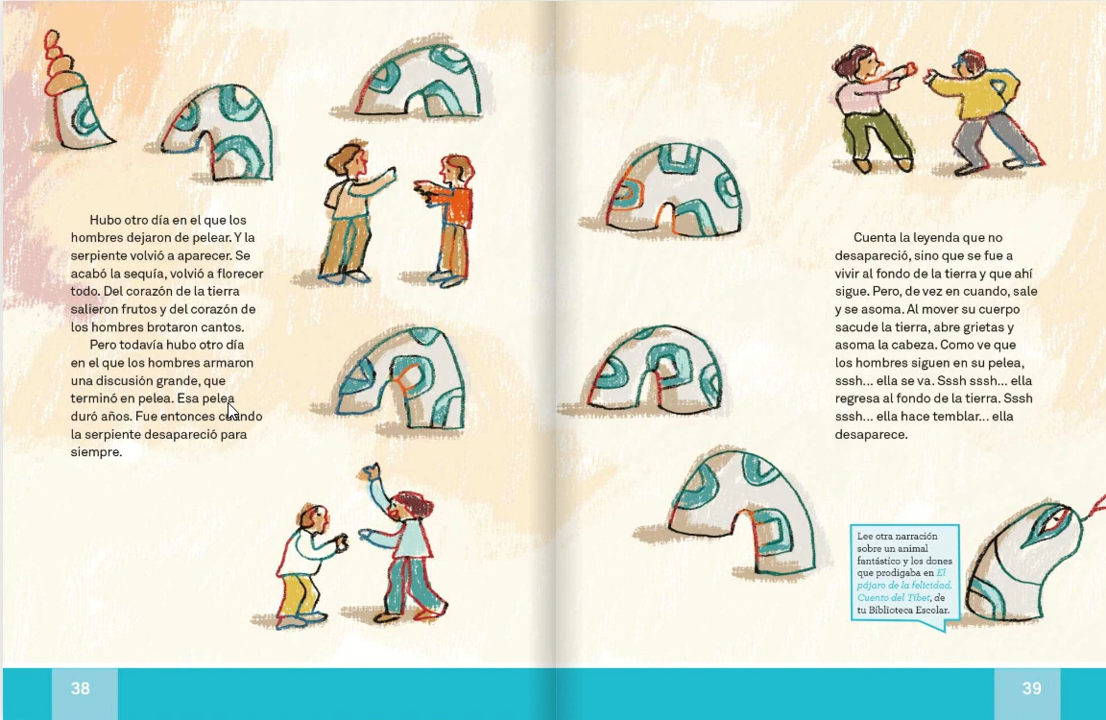 Hubo otro día en el que los
hombres dejaron de pelear. Y la
serpiente volvió a aparecer. Se
acabó la sequía, volvió a florecer
todo. Del corazón de la tierra
salieron frutos y del corazón de
los hombres brotaron cantos.
Pero todavía hubo otro día
en el que los hombres armaron
una discusión grande, que
terminó en pelea. Esa pelea
duró años. Fue entonces cuando
la serpiente desapareció para
siempre.
Cuenta la leyenda que no
desapareció, sino que se fue a
vivir al fondo de la tierra y que ahí
sigue. Pero, de vez en cuando, sale
y se asoma. Al mover su cuerpo
sacude la tierra, abre grietas y
asoma la cabeza. Como ve que
los hombres siguen en su pelea,
sssh... ella se va. Sssh sssh... ella
regresa al fondo de la tierra. Sssh
sssh... ella hace temblar... ella
desaparece.
Lee otra narración
sobre un animal
fantástico y los dones
que prodigaba en El
pájaro de la felicidad.
Cuento del Tíbet, de
tu Biblioteca Escolar.
38
39